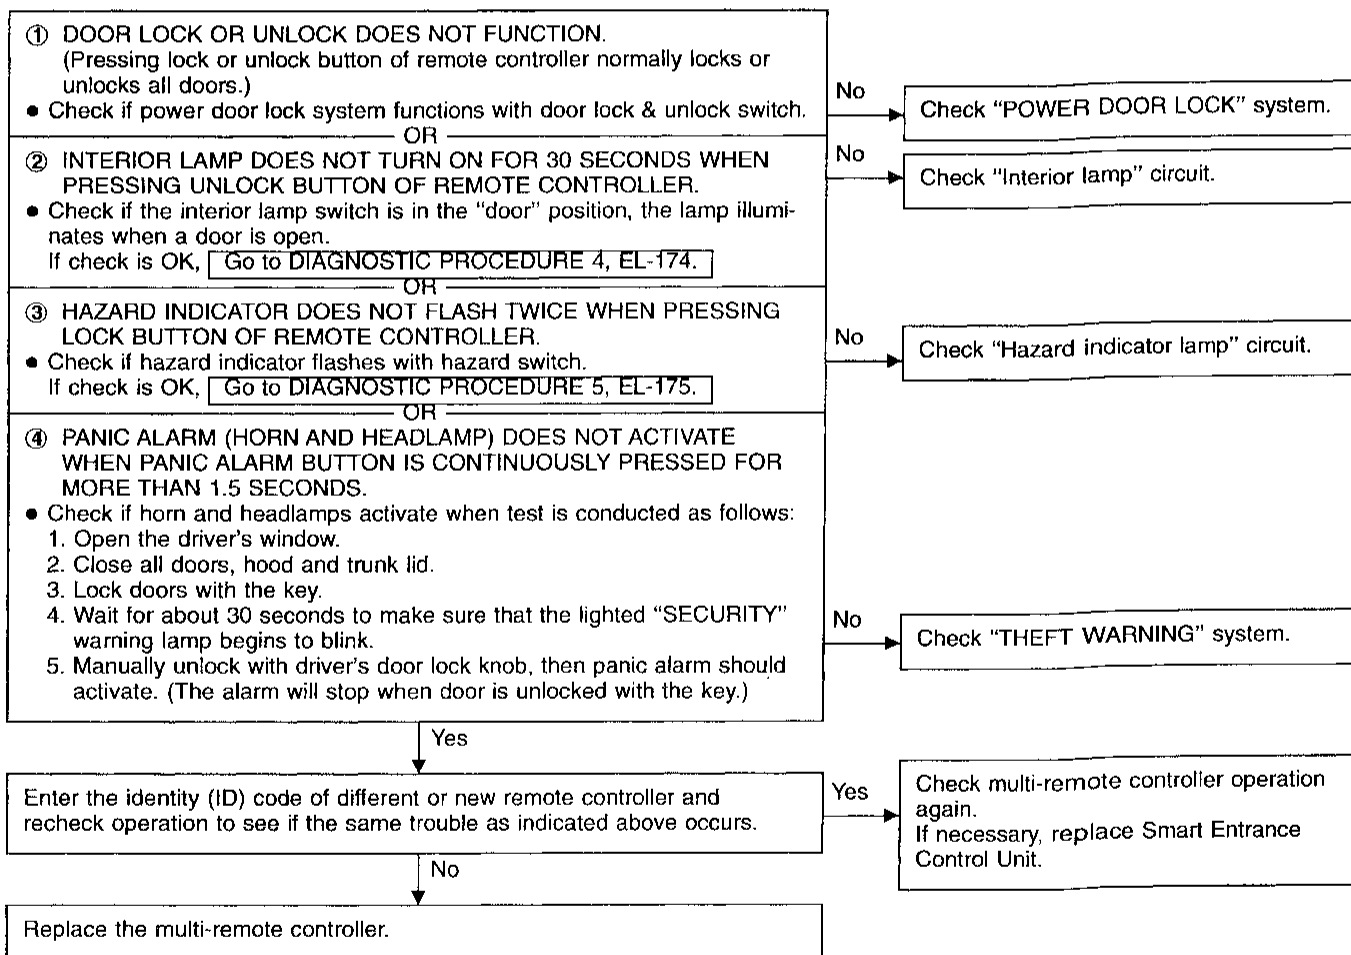 ① DOOR LOCK OR UNLOCK DOES NOT FUNCTION.
(Pressing lock or unlock button of remote controller normally locks or
unlocks all doors.)
● Check if power door lock system functions with door lock & unlock switch.
No
Check "POWER DOOR LOCK" system.
OR
② INTERIOR LAMP DOES NOT TURN ON FOR 30 SECONDS WHEN
PRESSING UNLOCK BUTTON OF REMOTE CONTROLLER.
● Check if the interior lamp switch is in the "door" position, the lamp illumi-
nates when a door is open.
If check is OK, Go to DIAGNOSTIC PROCEDURE 4, EL-174.
No
Check "Interior lamp" circuit.
OR
③ HAZARD INDICATOR DOES NOT FLASH TWICE WHEN PRESSING
LOCK BUTTON OF REMOTE CONTROLLER.
● Check if hazard indicator flashes with hazard switch.
If check is OK, Go to DIAGNOSTIC PROCEDURE 5, EL-175.
No
Check "Hazard indicator lamp" circuit.
OR
④ PANIC ALARM (HORN AND HEADLAMP) DOES NOT ACTIVATE
WHEN PANIC ALARM BUTTON IS CONTINUOUSLY PRESSED FOR
MORE THAN 1.5 SECONDS.
● Check if horn and headlamps activate when test is conducted as follows:
1. Open the driver's window.
2. Close all doors, hood and trunk lid.
3. Lock doors with the key.
4. Wait for about 30 seconds to make sure that the lighted "SECURITY"
warning lamp begins to blink.
5. Manually unlock with driver's door lock knob, then panic alarm should
activate. (The alarm will stop when door is unlocked with the key.)
No
Check "THEFT WARNING" system.
Yes
Enter the identity (ID) code of different or new remote controller and
recheck operation to see if the same trouble as indicated above occurs.
Yes
Check multi-remote controller operation
again.
If necessary, replace Smart Entrance
Control Unit.
No
Replace the multi-remote controller.